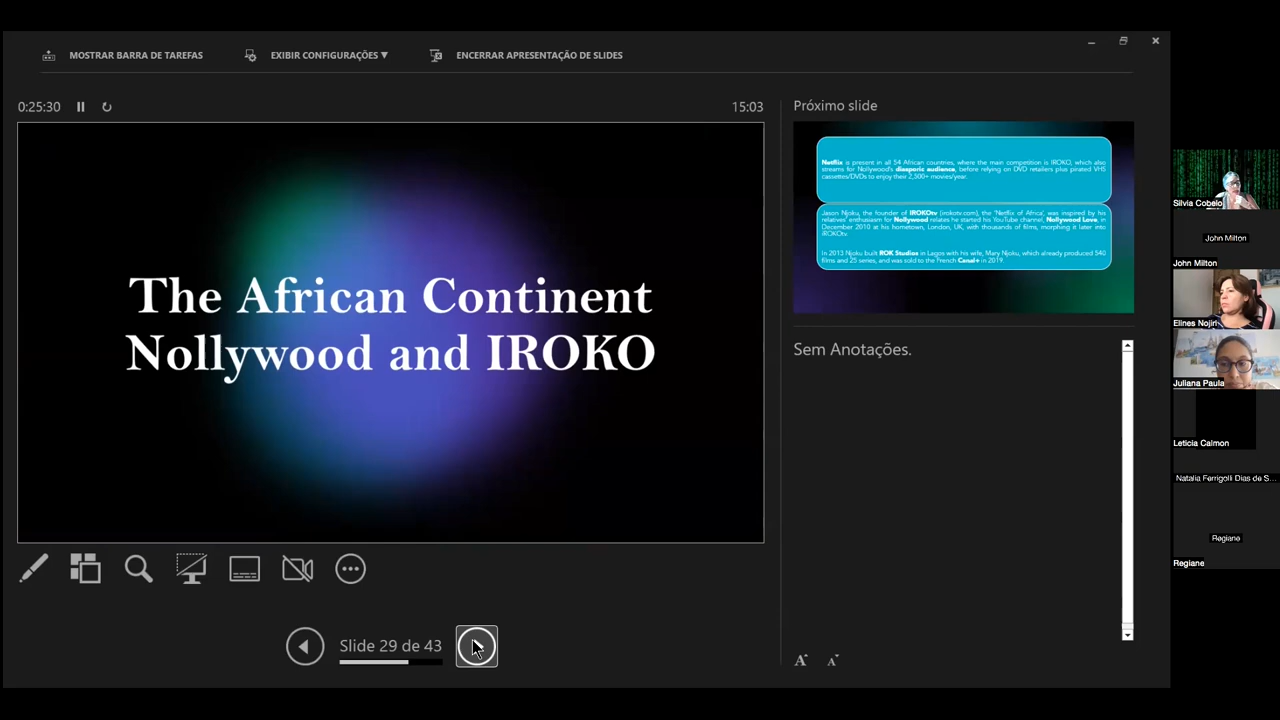 MOSTRAR BARRA DE TAREFAS
EXIBIR CONFIGURAÇÕES ▼
ENCERRAR APRESENTAÇÃO DE SLIDES
0:25:30
15:03
The African Continent
Nollywood and IROKO
Slide 29 de 43
Próximo slide
Netflix is present in all 54 African countries, where the main competition is IROKO, which also
streams for Nollywood's diasporic audience, before relying on DVD retailers plus pirated VHS
cassettes/DVDs to enjoy their 2,500+ movies/year.
Jason Njoku, the founder of IROKOtv (irokotv.com), the 'Netflix of Africa', was inspired by his
relatives' enthusiasm for Nollywood relates he started his YouTube channel, Nollywood Love, in
December 2010 at his hometown, London, UK, with thousands of films, morphing it later into
IROKOtv.
In 2013 Njoku built ROK Studios in Lagos with his wife, Mary Njoku, which already produced 540
films and 25 series, and was sold to the French Canal+ in 2019.
Sem Anotações.
A A
Silvia Cobelo
John Milton
John Milton
Elines Nojiri
Juliana Paula
Leticia Calmon
Natalia Ferrigolli Dias de S...
Regiane
Regiane